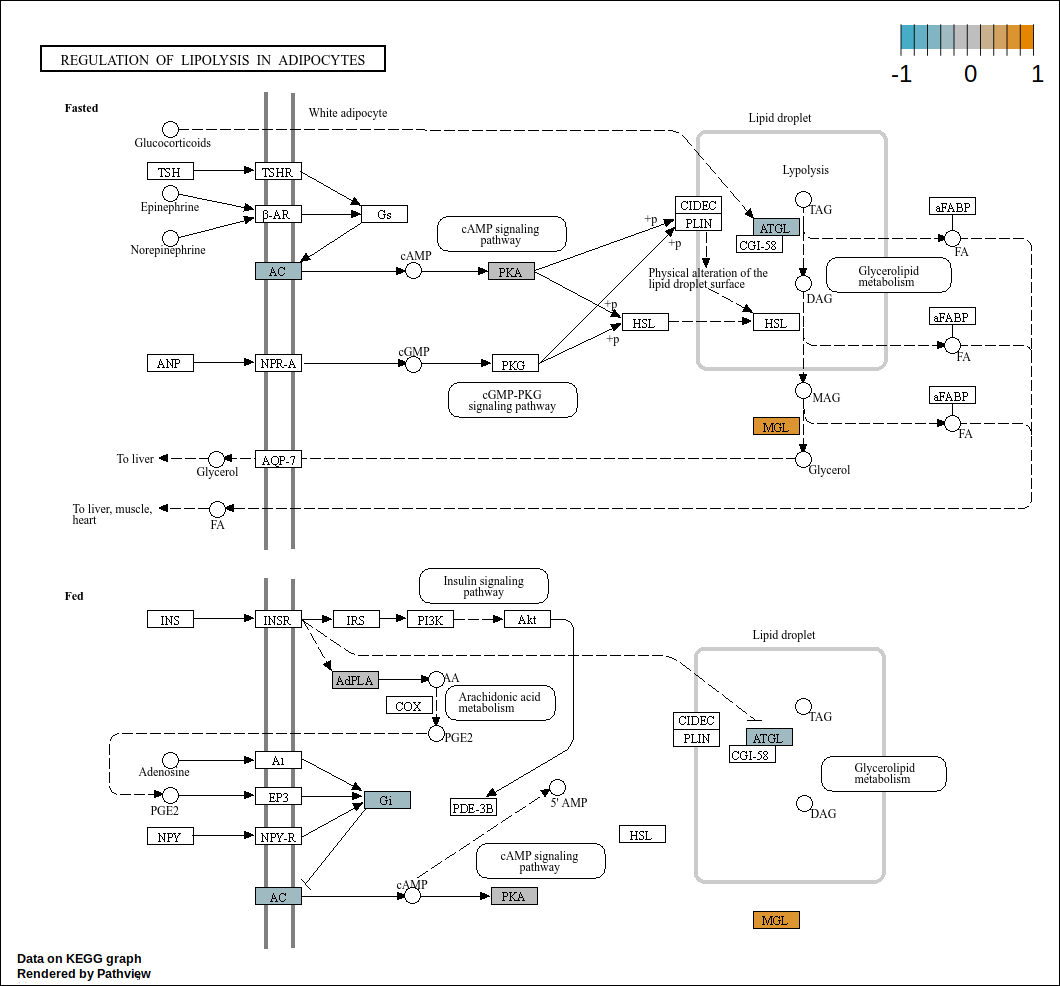 -1 0 1
REGULATION OF LIPOLYSIS IN ADIPOCYTES
Fasted
White adipocyte
Lipid droplet
Glucocorticoids
TSH
TSHR
Lypolysis
Epinephrine
β-AR
Gs
CIDEC
PLIN
TAG
aFABP
+p
ATGL
CGI-58
cAMP signaling
pathway
+p
Norepinephrine
FA
AC
cAMP
PKA
Physical alteration of the
lipid droplet surface
Glycerolipid
metabolism
DAG
+p
HSL
HSL
aFABP
+p
ANP
NPR-A
cGMP
PKG
FA
cGMP-PKG
signaling pathway
MAG
aFABP
MGL
FA
To liver
Glycerol
AQP-7
Glycerol
To liver, muscle,
heart
FA
Insulin signaling
pathway
Fed
INS
INSR
IRS
PI3K
Akt
Lipid droplet
AdPLA
AA
Arachidonic acid
metabolism
COX
CIDEC
PLIN
TAG
PGE2
ATGL
CGI-58
Adenosine
A1
Glycerolipid
metabolism
PGE2
EP3
Gi
PDE-3B
5' AMP
DAG
NPY
NPY-R
HSL
cAMP signaling
pathway
AC
cAMP
PKA
MGL
Data on KEGG graph
Rendered by Pathview